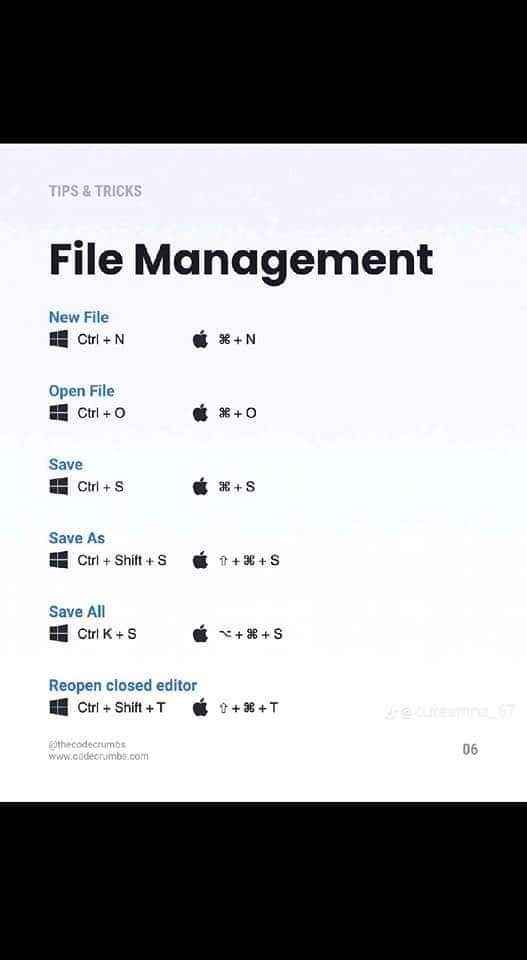 TIPS & TRICKS
File Management
New File
Ctrl + N ⌘ + N
Open File
Ctrl + O ⌘ + O
Save
Ctrl + S ⌘ + S
Save As
Ctrl + Shift + S ⇧ + ⌘ + S
Save All
Ctrl K + S ⌥ + ⌘ + S
Reopen closed editor
Ctrl + Shift + T ⇧ + ⌘ + T
@thecodecrumbs
www.codecrumbs.com
06